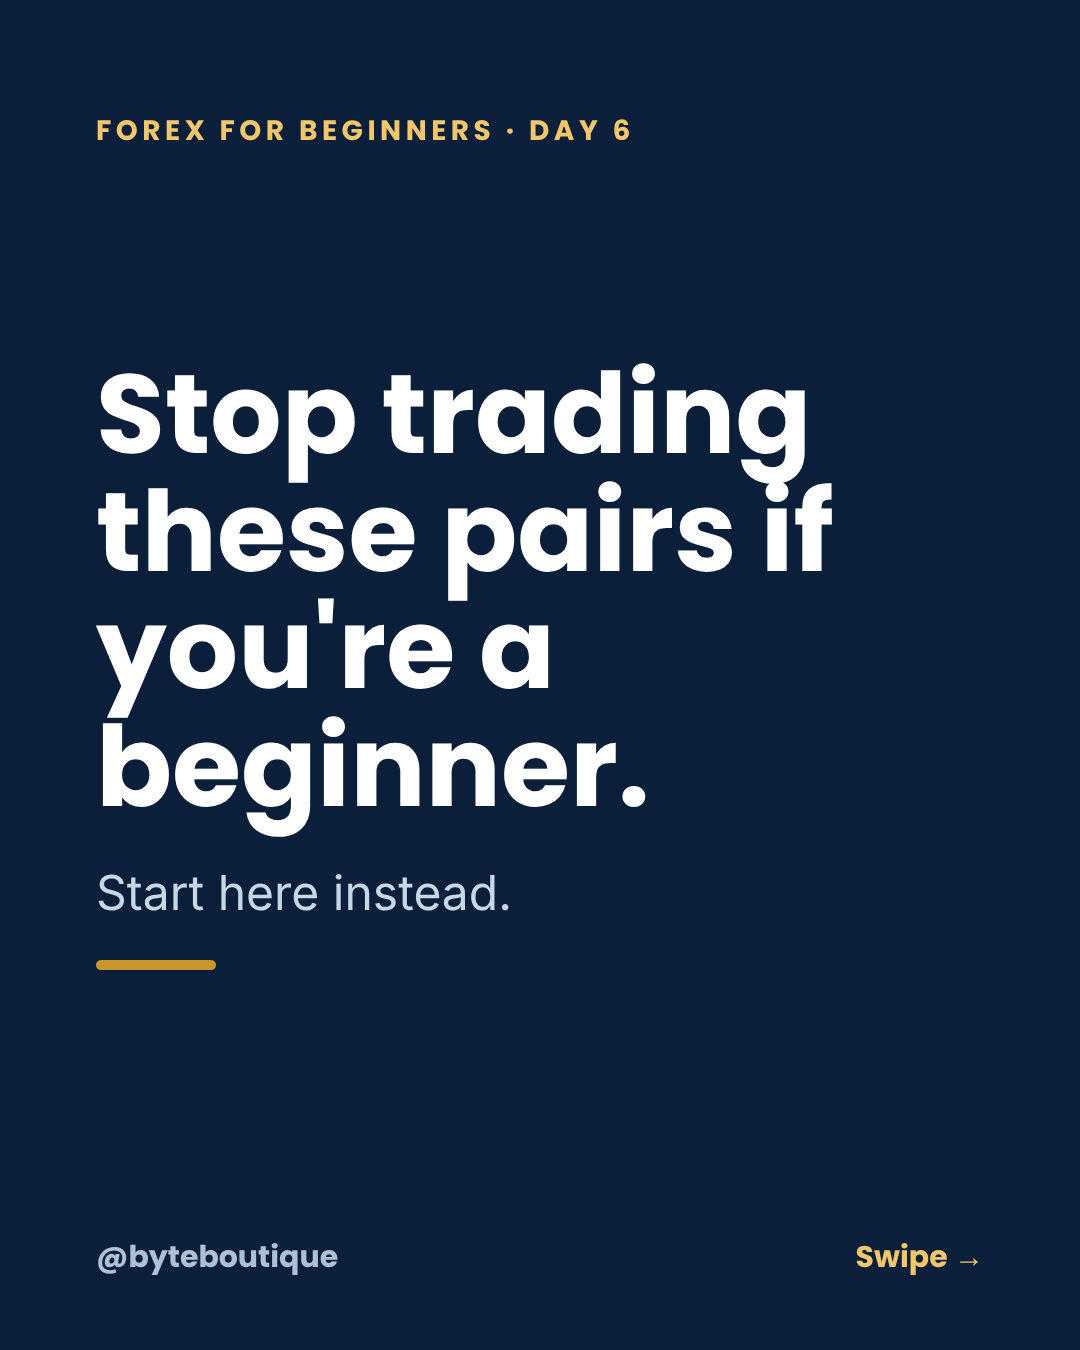 FOREX FOR BEGINNERS · DAY 6
Stop trading
these pairs if
you're a
beginner.
Start here instead.
@byteboutique
Swipe →